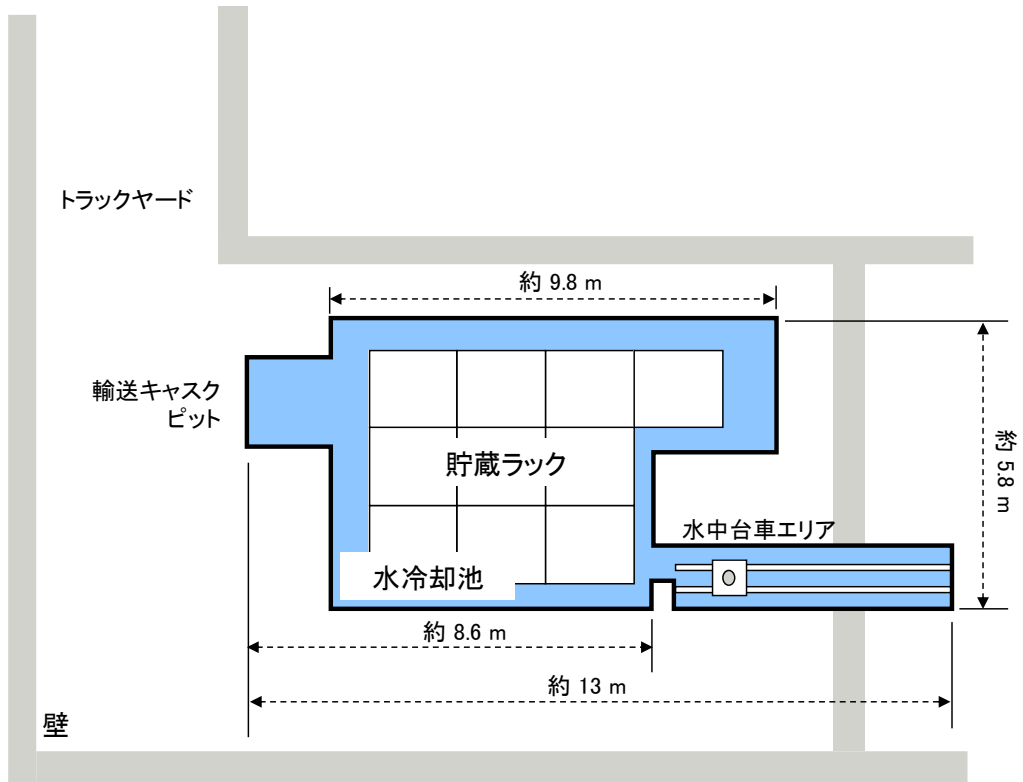 トラックヤード
約 9.8 m
輸送キャスク
ピット
貯蔵ラック
約 5.8 m
水中台車エリア
水冷却池
約 8.6 m
約 13 m
壁